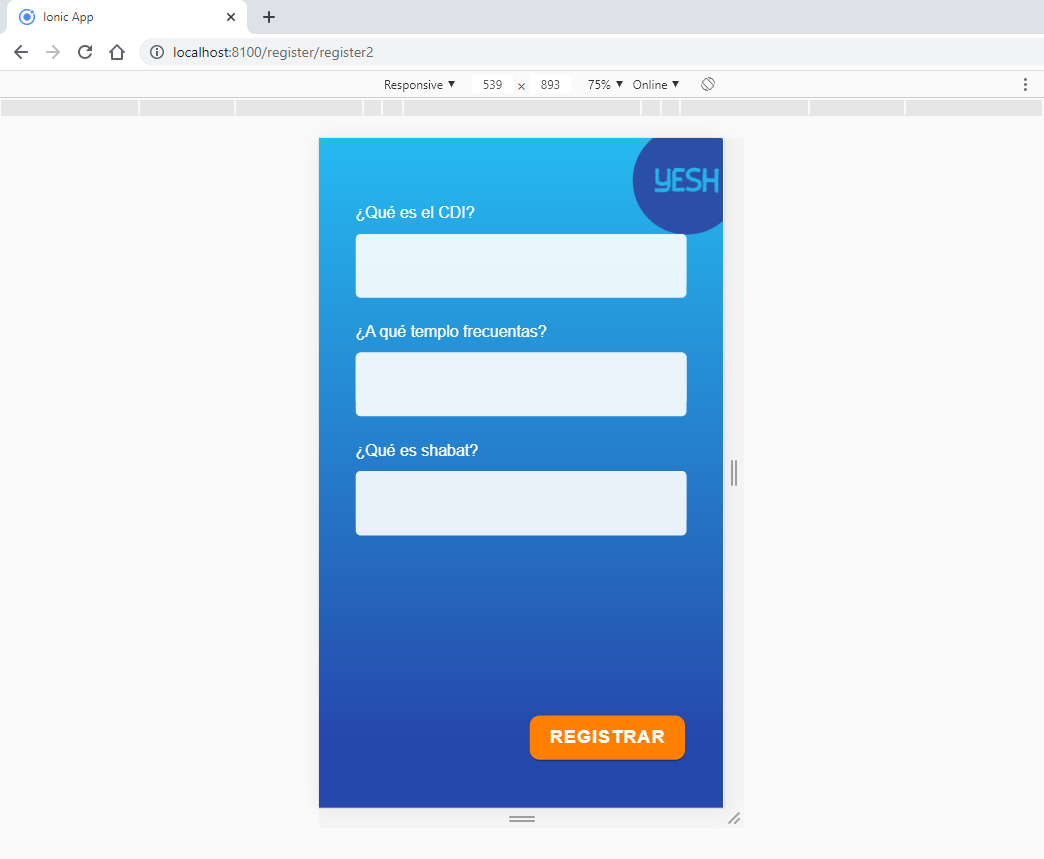 Ionic App
localhost:8100/register/register2
Responsive 539 × 893 75% Online
YESH
¿Qué es el CDI?
¿A qué templo frecuentas?
¿Qué es shabat?
REGISTRAR